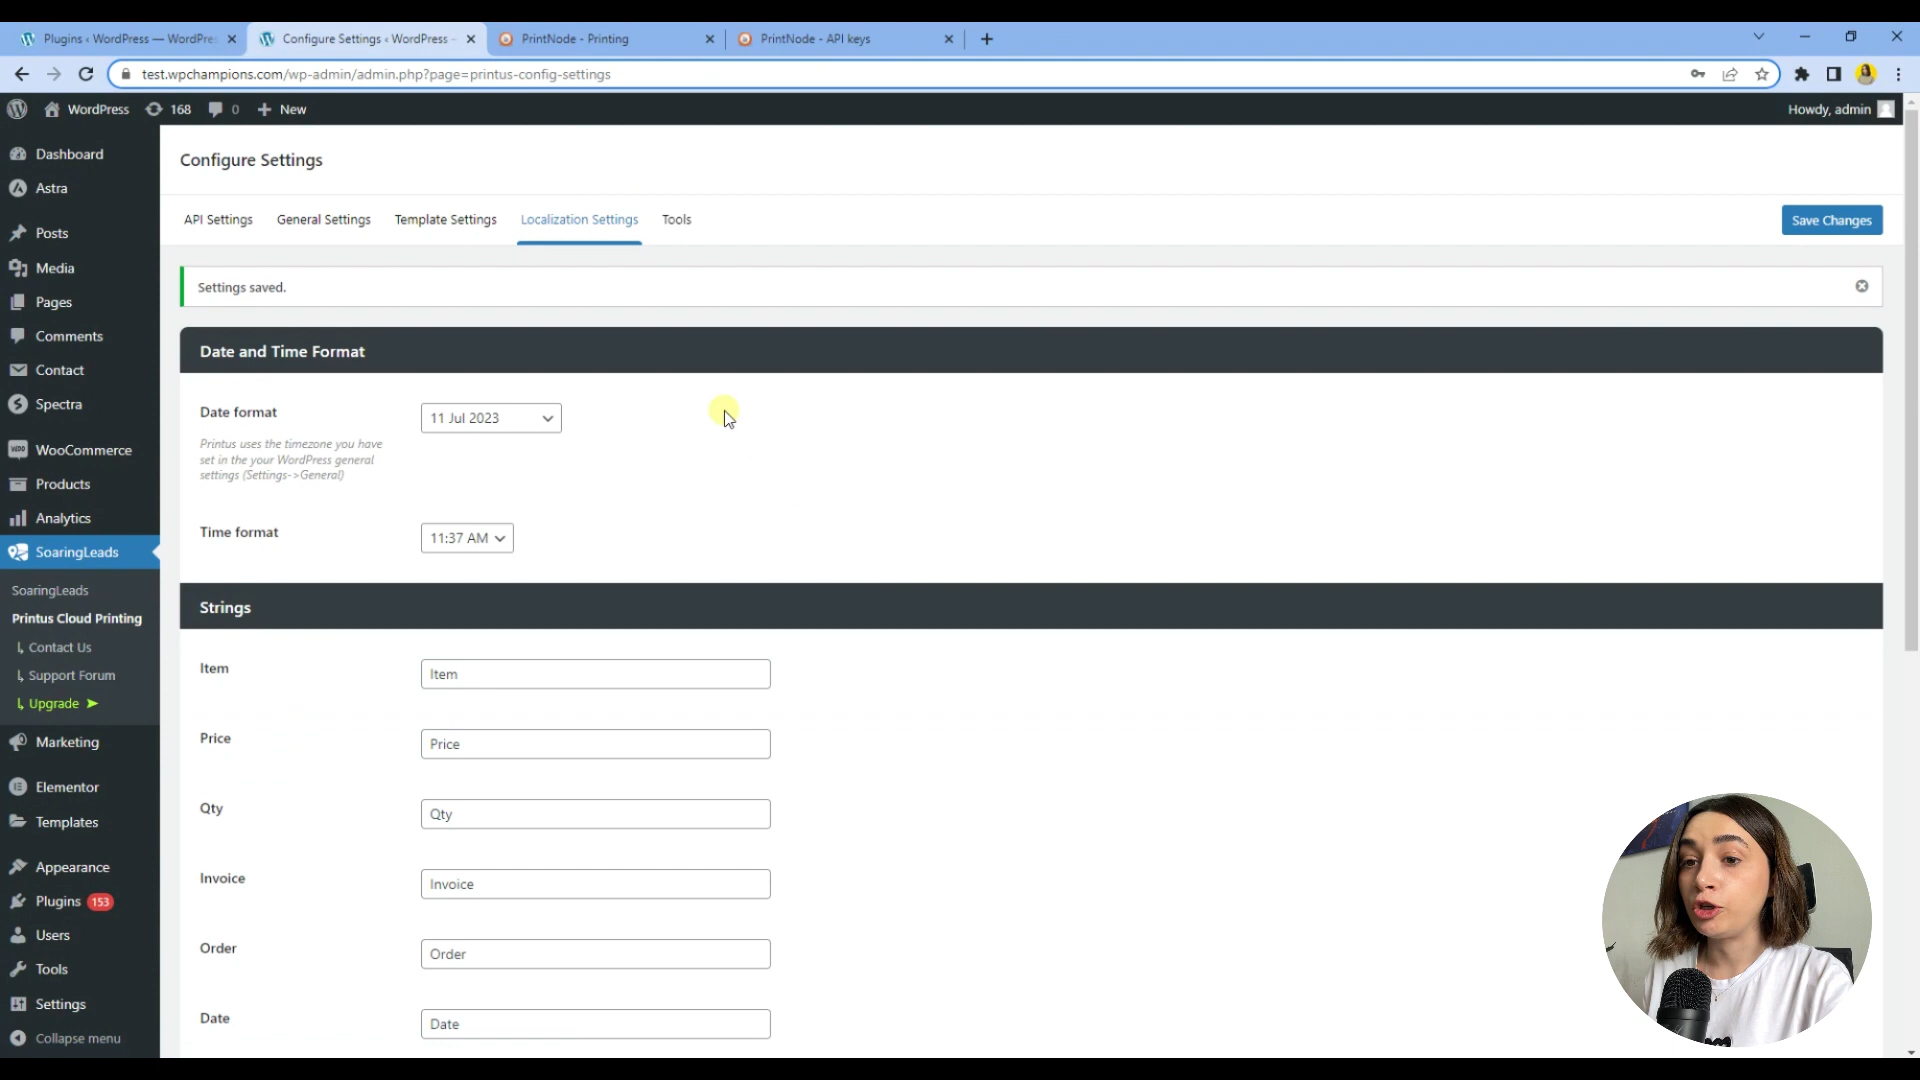 Plugins ‹ WordPress — WordPres
Configure Settings ‹ WordPress –
PrintNode - Printing
PrintNode - API keys
test.wpchampions.com/wp-admin/admin.php?page=printus-config-settings
WordPress
168
0
New
Howdy, admin
Dashboard
Astra
Posts
Media
Pages
Comments
Contact
Spectra
WooCommerce
Products
Analytics
SoaringLeads
SoaringLeads
Printus Cloud Printing
Contact Us
Support Forum
Upgrade ➤
Marketing
Elementor
Templates
Appearance
Plugins 153
Users
Tools
Settings
Collapse menu
Configure Settings
API Settings
General Settings
Template Settings
Localization Settings
Tools
Save Changes
Settings saved.
Date and Time Format
Date format
11 Jul 2023
Printus uses the timezone you have
set in the your WordPress general
settings (Settings->General)
Time format
11:37 AM
Strings
Item
Item
Price
Price
Qty
Qty
Invoice
Invoice
Order
Order
Date
Date